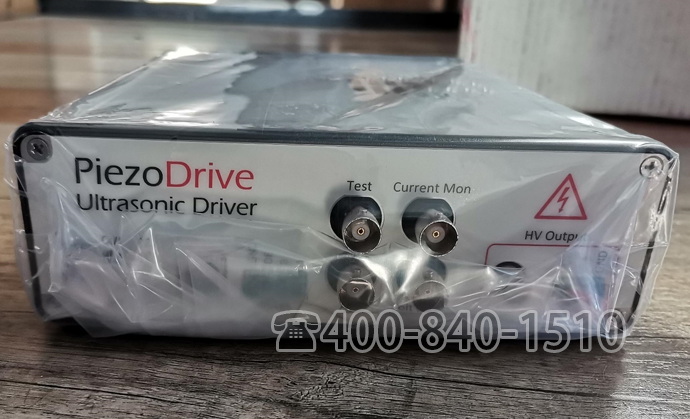 PiezoDrive
Ultrasonic Driver
Test
Current Mon
HV Outpu
☎400-840-1510